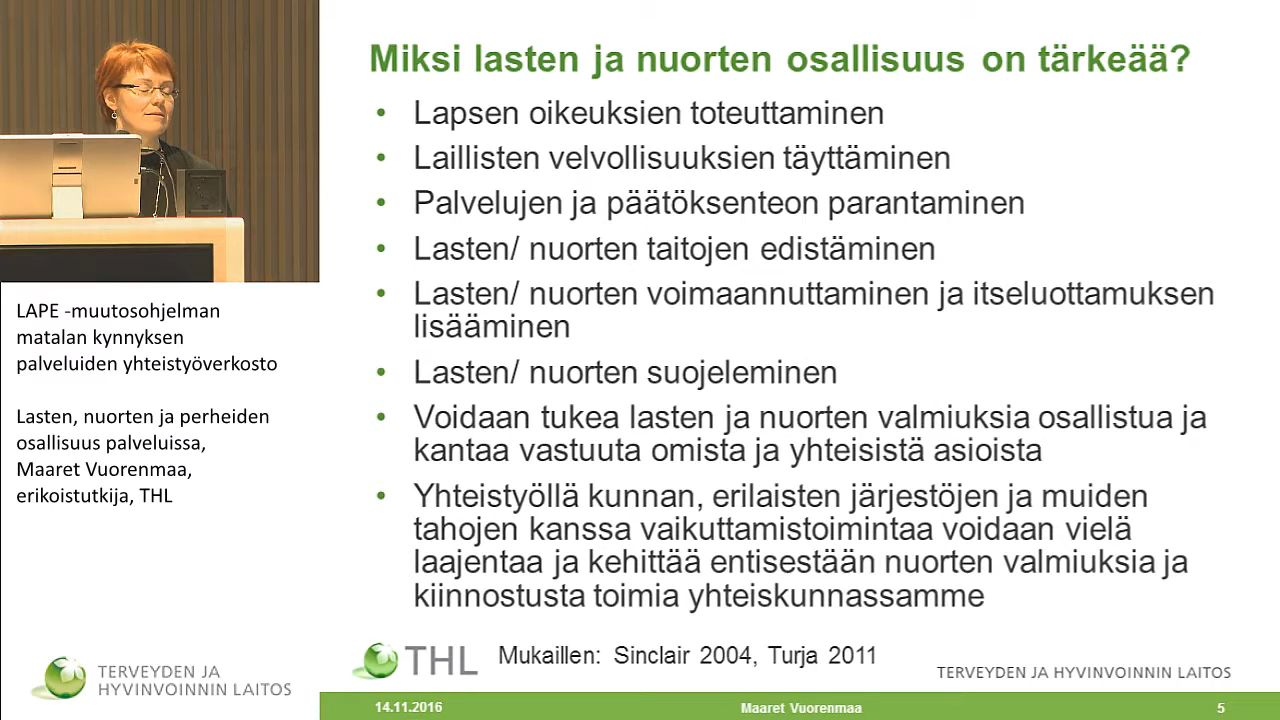 Miksi lasten ja nuorten osallisuus on tärkeää?
• Lapsen oikeuksien toteuttaminen
• Laillisten velvollisuuksien täyttäminen
• Palvelujen ja päätöksenteon parantaminen
• Lasten/ nuorten taitojen edistäminen
• Lasten/ nuorten voimaannuttaminen ja itseluottamuksen
lisääminen
• Lasten/ nuorten suojeleminen
• Voidaan tukea lasten ja nuorten valmiuksia osallistua ja
kantaa vastuuta omista ja yhteisistä asioista
• Yhteistyöllä kunnan, erilaisten järjestöjen ja muiden
tahojen kanssa vaikuttamistoimintaa voidaan vielä
laajentaa ja kehittää entisestään nuorten valmiuksia ja
kiinnostusta toimia yhteiskunnassamme
THL
Mukaillen: Sinclair 2004, Turja 2011
TERVEYDEN JA HYVINVOINNIN LAITOS
14.11.2016
Maaret Vuorenmaa
5
LAPE -muutosohjelman
matalan kynnyksen
palveluiden yhteistyöverkosto
Lasten, nuorten ja perheiden
osallisuus palveluissa,
Maaret Vuorenmaa,
erikoistutkija, THL
TERVEYDEN JA
HYVINVOINNIN LAITOS